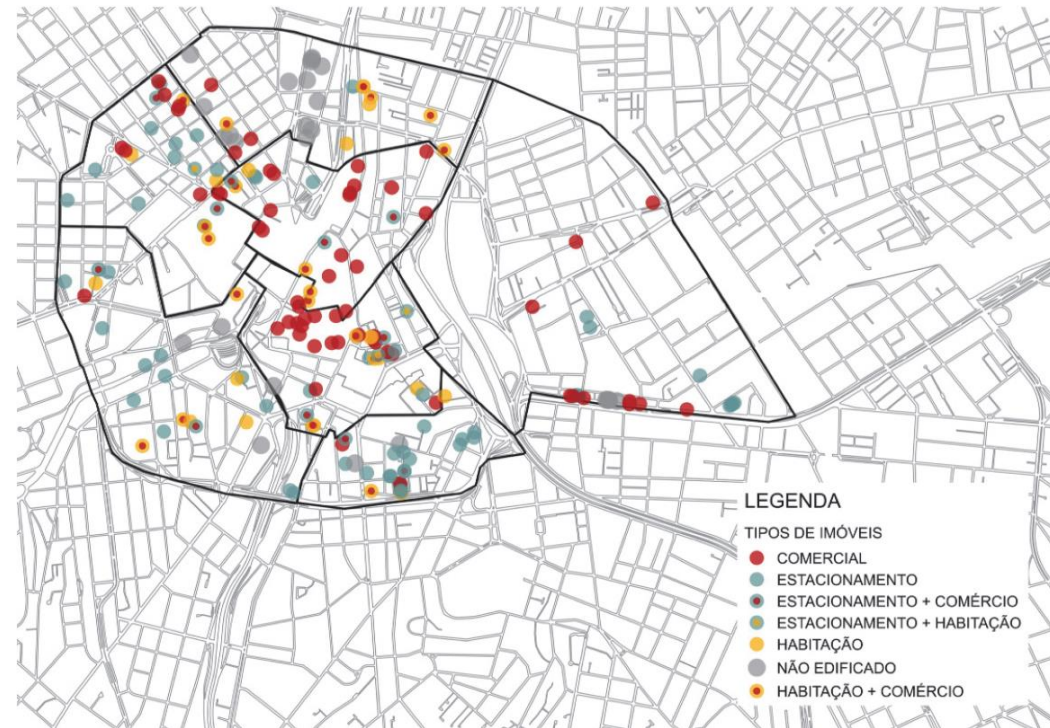 LEGENDA
TIPOS DE IMÓVEIS
COMERCIAL
ESTACIONAMENTO
ESTACIONAMENTO + COMÉRCIO
ESTACIONAMENTO + HABITAÇÃO
HABITAÇÃO
NÃO EDIFICADO
HABITAÇÃO + COMÉRCIO